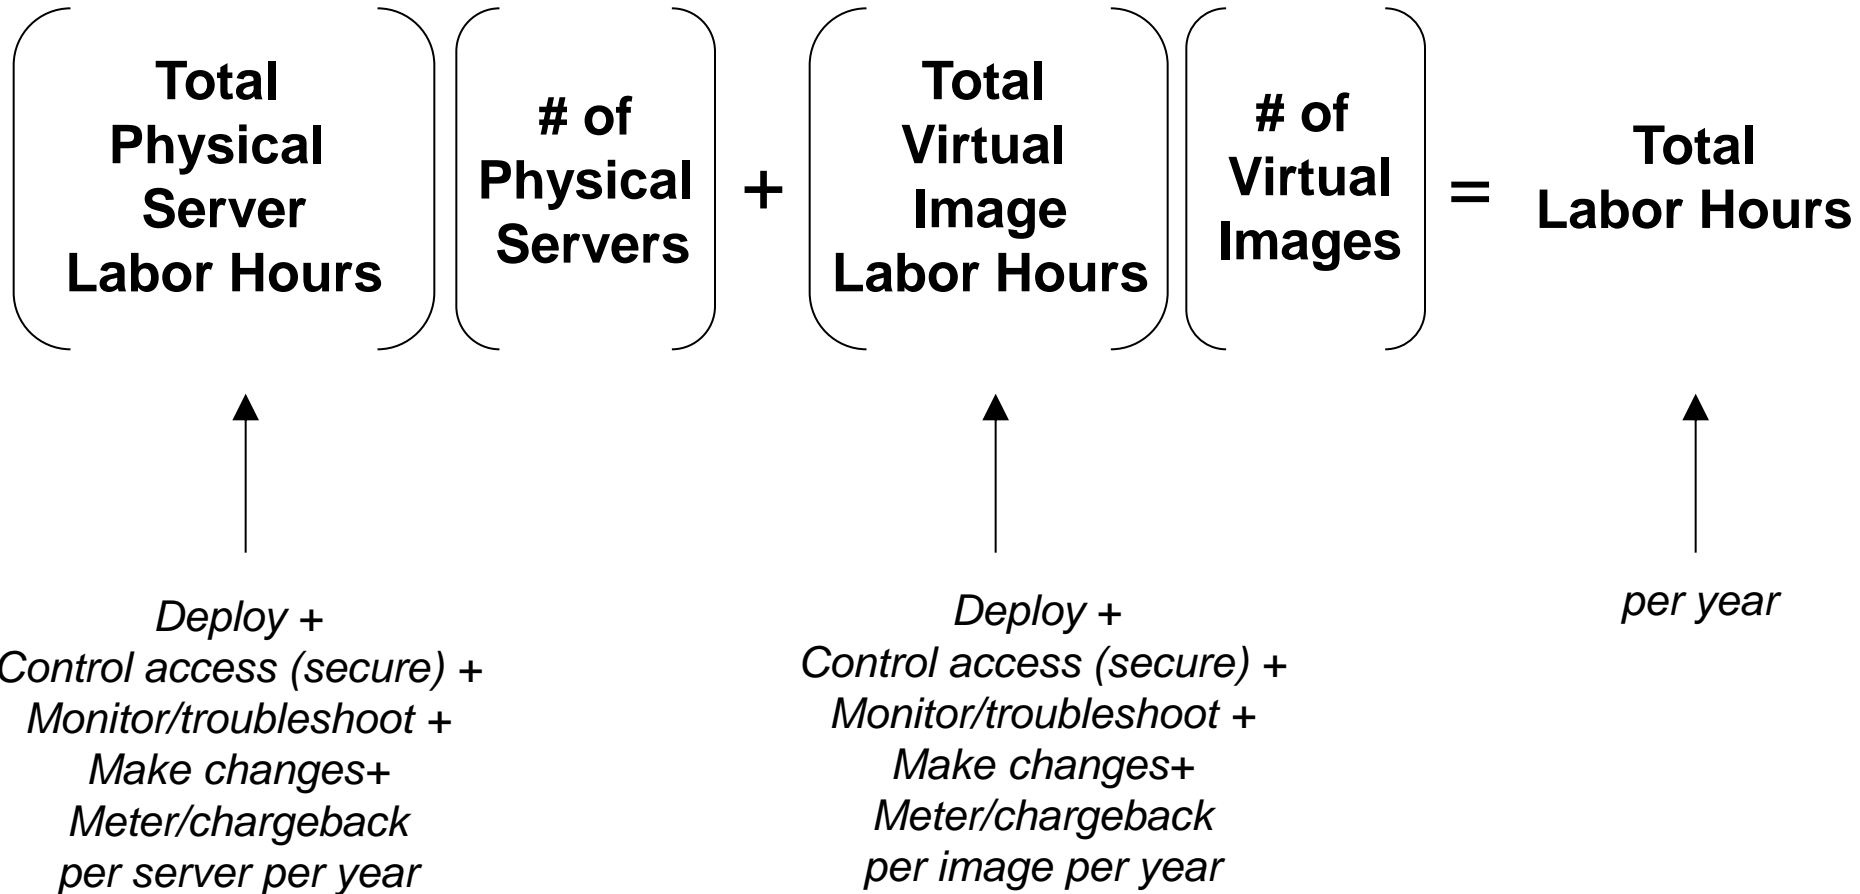 Total
Physical
Server
Labor Hours
# of
Physical
Servers
+
Total
Virtual
Image
Labor Hours
# of
Virtual
Images
=
Total
Labor Hours
Deploy +
Control access (secure) +
Monitor/troubleshoot +
Make changes+
Meter/chargeback
per server per year
Deploy +
Control access (secure) +
Monitor/troubleshoot +
Make changes+
Meter/chargeback
per image per year
per year